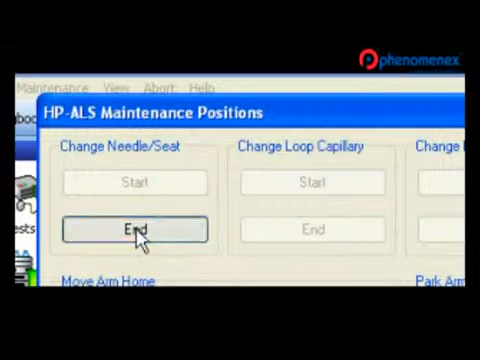 phenomenex
Maintenance View Abort Help
HP-ALS Maintenance Positions
Change Needle/Seat
Change Loop Capillary
Change
Start
Start
End
End
Move Arm Home
Park Arm